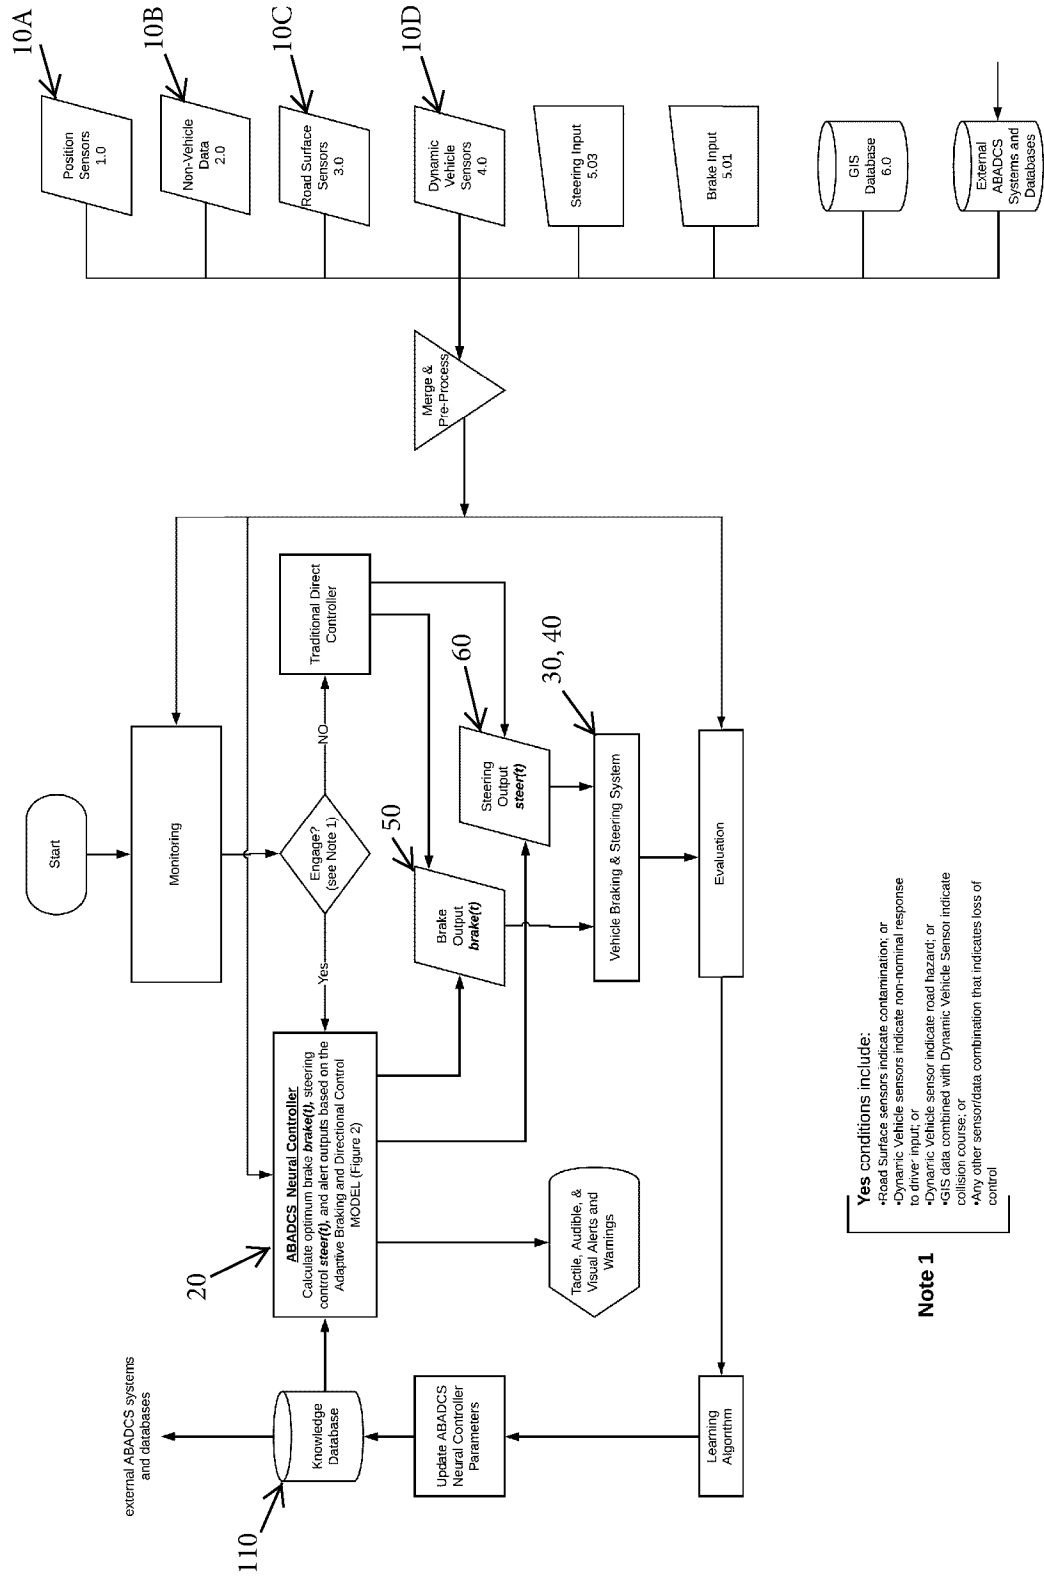 10A
10B
10C
10D
Position
Sensors
1.0
Non-Vehicle
Data
2.0
Road Surface
Sensors
3.0
Dynamic
Vehicle
Sensors
4.0
Steering Input
5.03
Brake Input
5.01
GIS
Database
6.0
External
ABADCS
Systems and
Databases
Merge &
Pre-Process
Start
Monitoring
Engage?
(see Note 1)
NO
Yes
Traditional Direct
Controller
60
30, 40
50
Steering
Output
steer(t)
Brake
Output
brake(t)
Vehicle Braking & Steering System
Evaluation
20
ABADCS Neural Controller
Calculate optimum brake brake(t), steering
control steer(t), and alert outputs based on the
Adaptive Braking and Directional Control
MODEL (Figure 2)
Tactile, Audible, &
Visual Alerts and
Warnings
external ABADCS systems
and databases
110
Knowledge
Database
Update ABADCS
Neural Controller
Parameters
Learning
Algorithm
Note 1
Yes conditions include:
•Road Surface sensors indicate contamination; or
•Dynamic Vehicle sensors indicate non-nominal response
to driver input; or
•Dynamic Vehicle sensor indicate road hazard; or
•GIS data combined with Dynamic Vehicle Sensor indicate
collision course; or
•Any other sensor/data combination that indicates loss of
control